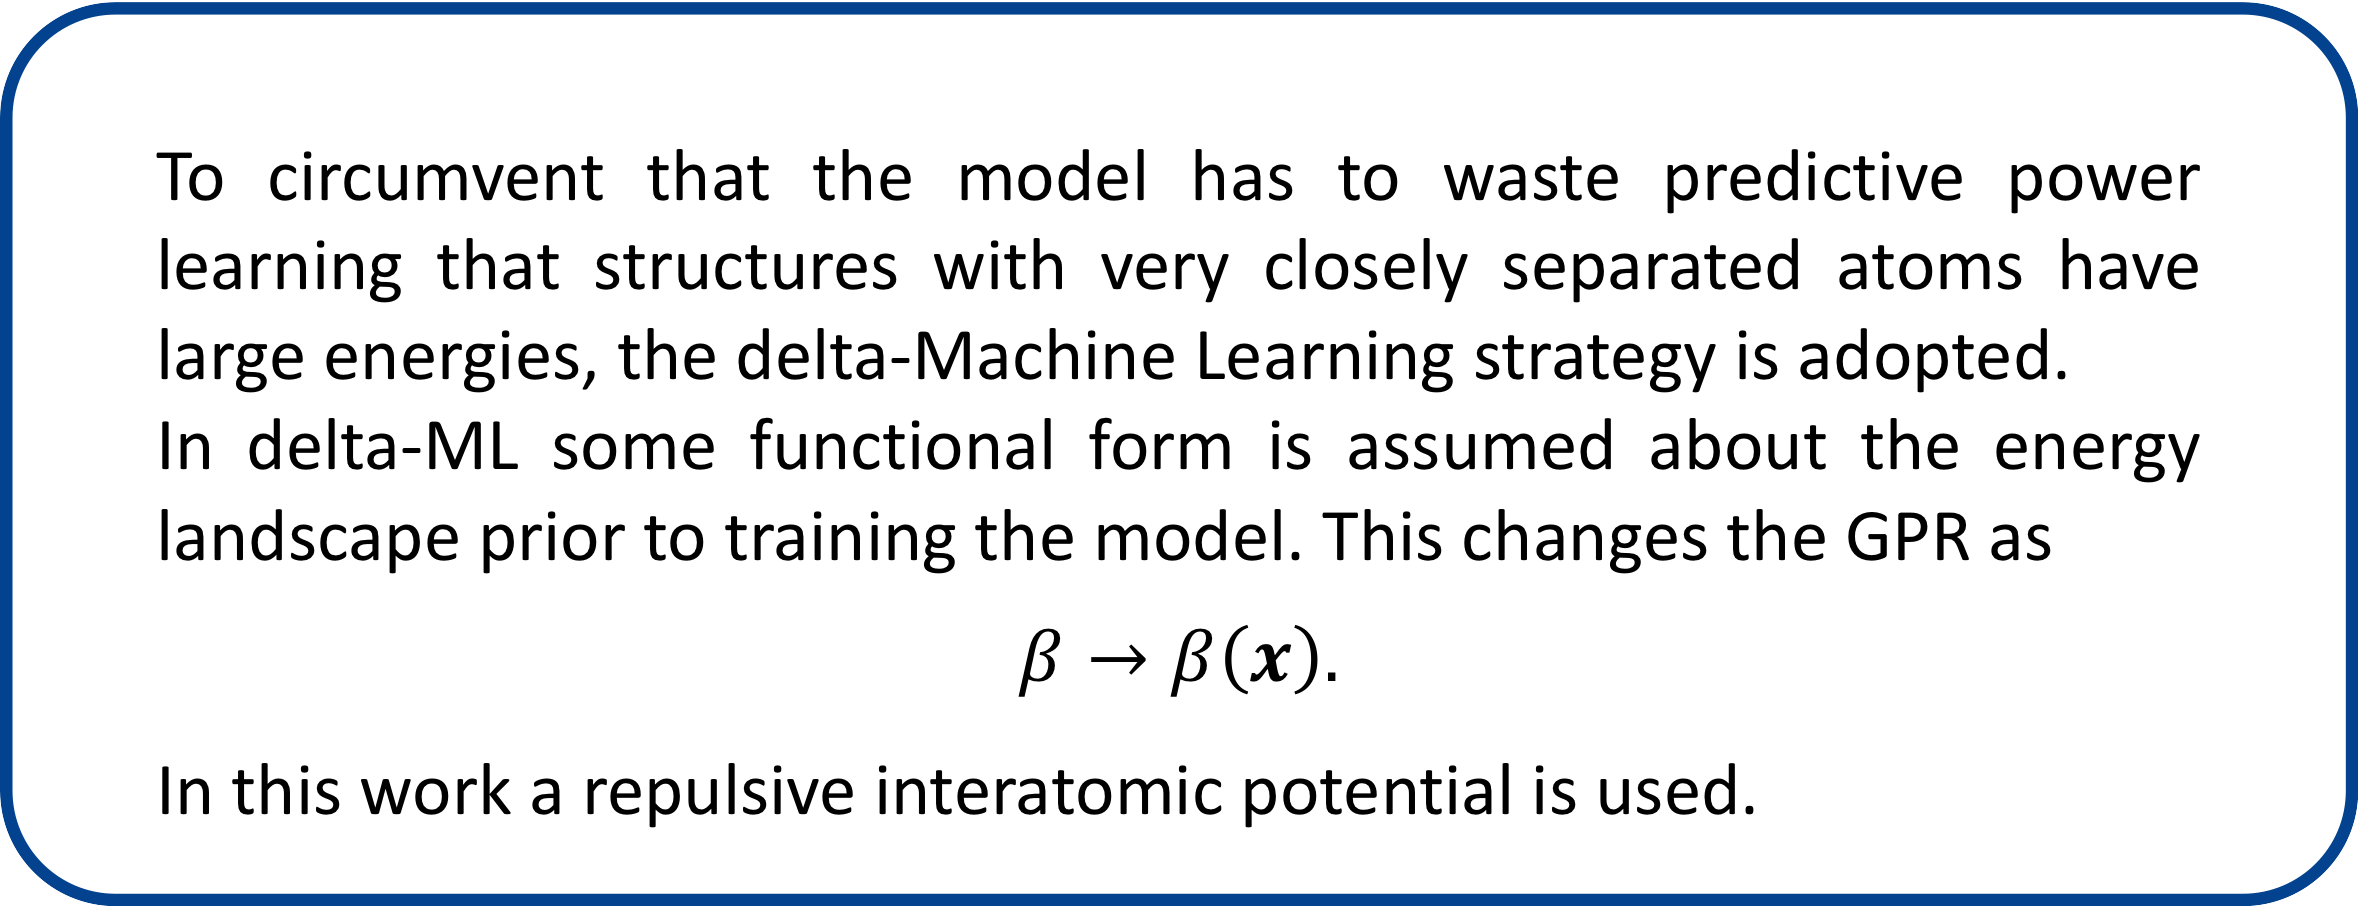 To circumvent that the model has to waste predictive power
learning that structures with very closely separated atoms have
large energies, the delta-Machine Learning strategy is adopted.
In delta-ML some functional form is assumed about the energy
landscape prior to training the model. This changes the GPR as
β → β(x).
In this work a repulsive interatomic potential is used.